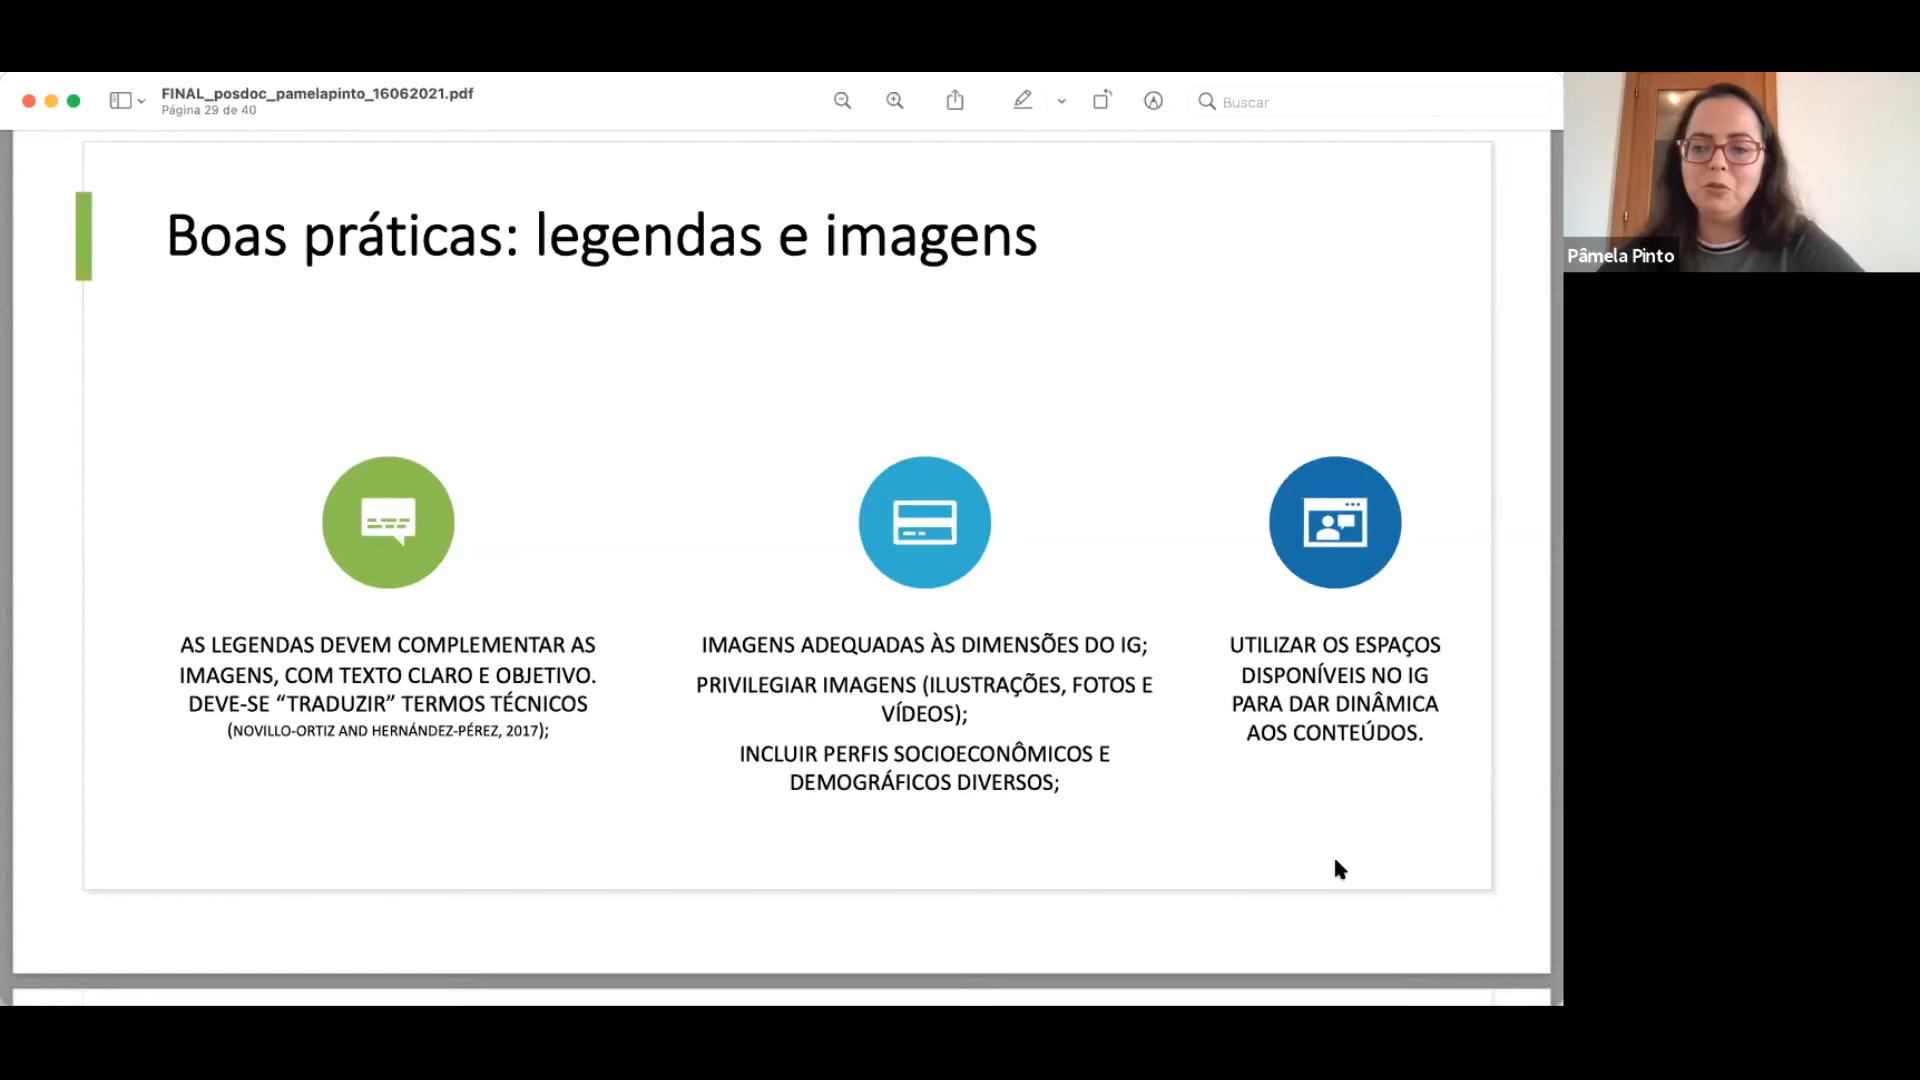 FINAL_posdoc_pamelapinto_16062021.pdf
Página 29 de 40
Buscar
Pâmela Pinto
Boas práticas: legendas e imagens
AS LEGENDAS DEVEM COMPLEMENTAR AS
IMAGENS, COM TEXTO CLARO E OBJETIVO.
DEVE-SE “TRADUZIR” TERMOS TÉCNICOS
(NOVILLO-ORTIZ AND HERNÁNDEZ-PÉREZ, 2017);
IMAGENS ADEQUADAS ÀS DIMENSÕES DO IG;
PRIVILEGIAR IMAGENS (ILUSTRAÇÕES, FOTOS E
VÍDEOS);
INCLUIR PERFIS SOCIOECONÔMICOS E
DEMOGRÁFICOS DIVERSOS;
UTILIZAR OS ESPAÇOS
DISPONÍVEIS NO IG
PARA DAR DINÂMICA
AOS CONTEÚDOS.